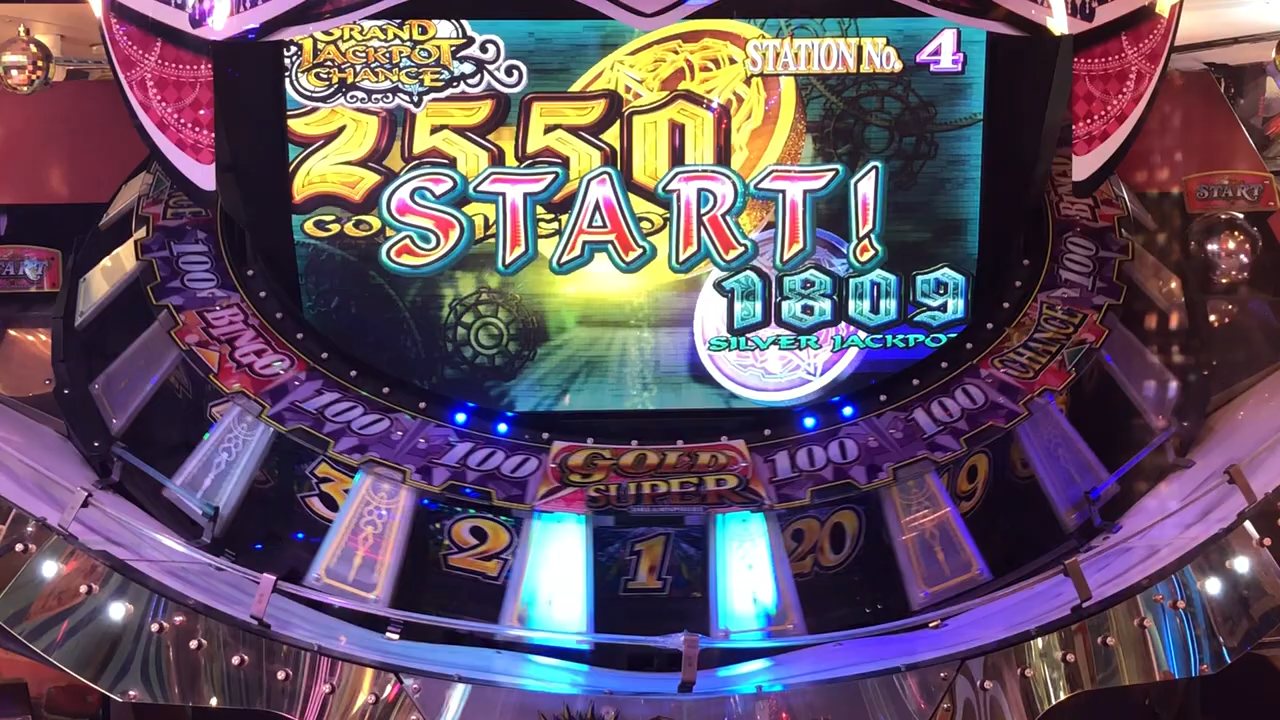 GRAND
JACKPOT
CHANCE
STATION No. 4
2550
START!
1809
SILVER JACKPOT
START
START
100
100
BINGO
CHANCE
100
100
100
100
GOLD
SUPER
3
2
1
20
19